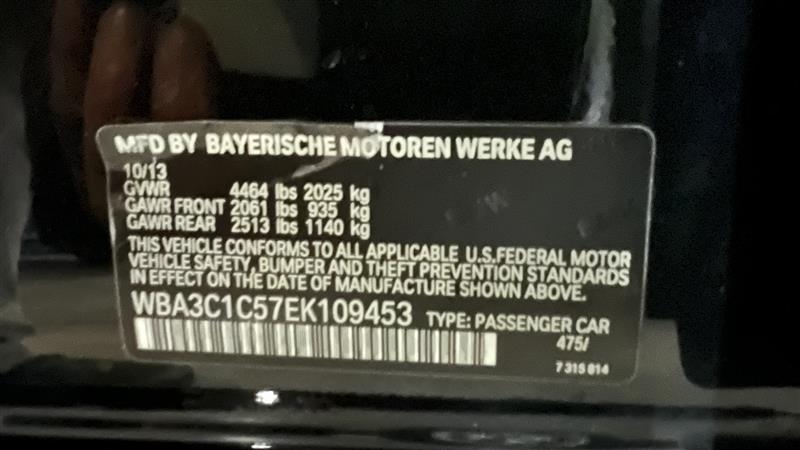 MFD BY BAYERISCHE MOTOREN WERKE AG
10/13
GVWR 4464 lbs 2025 kg
GAWR FRONT 2061 lbs 935 kg
GAWR REAR 2513 lbs 1140 kg
THIS VEHICLE CONFORMS TO ALL APPLICABLE U.S.FEDERAL MOTOR
VEHICLE SAFETY, BUMPER AND THEFT PREVENTION STANDARDS
IN EFFECT ON THE DATE OF MANUFACTURE SHOWN ABOVE.
WBA3C1C57EK109453 TYPE: PASSENGER CAR
475/
7 315 814